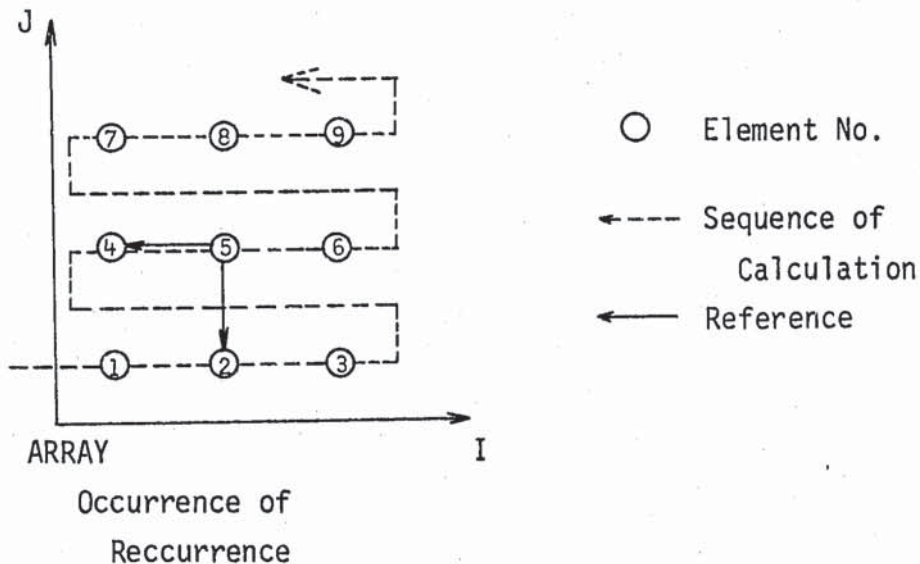 J
7 8 9
4 5 6
1 2 3
I
ARRAY
Occurrence of
Reccurrence
Element No.
Sequence of
Calculation
Reference